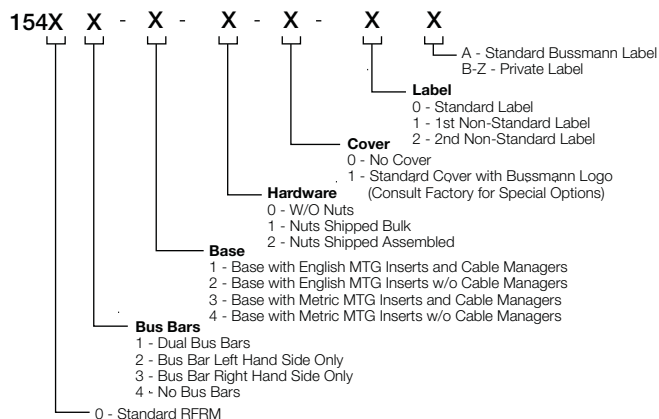 154X X - X - X - X - X X
A - Standard Bussmann Label
B-Z - Private Label
Label
0 - Standard Label
1 - 1st Non-Standard Label
2 - 2nd Non-Standard Label
Cover
0 - No Cover
1 - Standard Cover with Bussmann Logo
(Consult Factory for Special Options)
Hardware
0 - W/O Nuts
1 - Nuts Shipped Bulk
2 - Nuts Shipped Assembled
Base
1 - Base with English MTG Inserts and Cable Managers
2 - Base with English MTG Inserts w/o Cable Managers
3 - Base with Metric MTG Inserts and Cable Managers
4 - Base with Metric MTG Inserts w/o Cable Managers
Bus Bars
1 - Dual Bus Bars
2 - Bus Bar Left Hand Side Only
3 - Bus Bar Right Hand Side Only
4 - No Bus Bars
0 - Standard RFRM